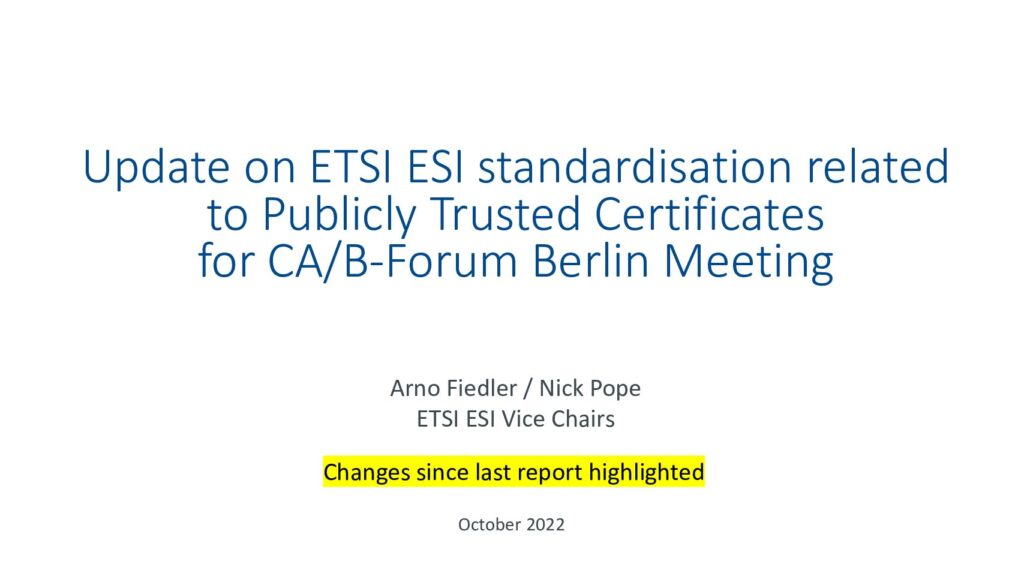 Update on ETSI ESI standardisation related
to Publicly Trusted Certificates
for CA/B-Forum Berlin Meeting
Arno Fiedler / Nick Pope
ETSI ESI Vice Chairs
Changes since last report highlighted
October 2022